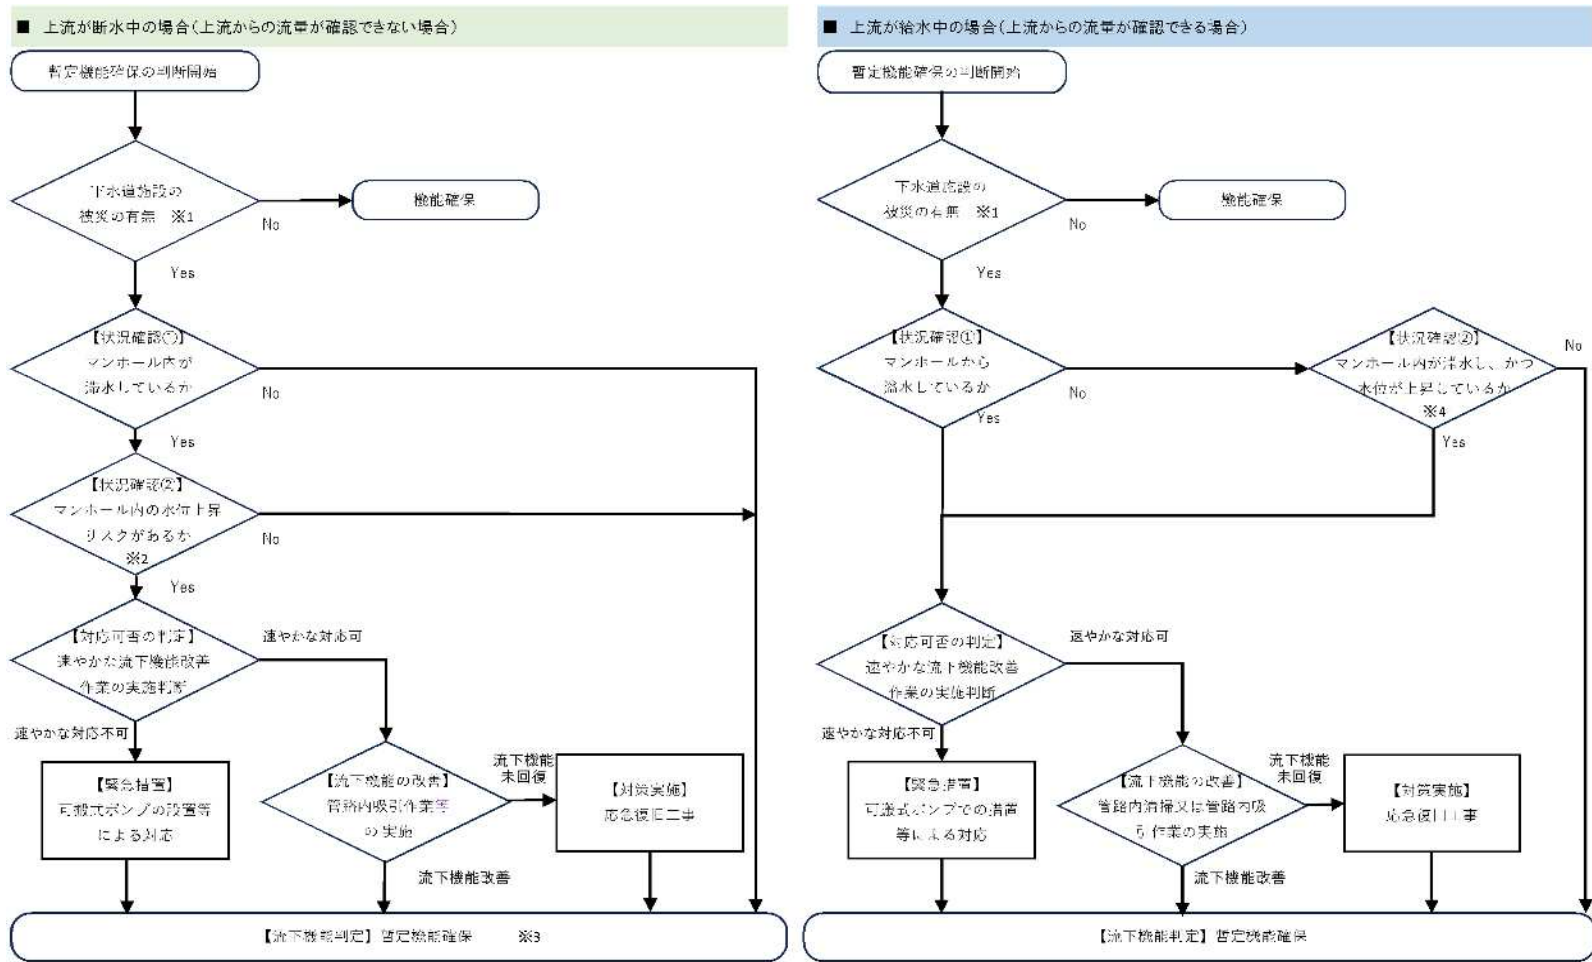 ■ 上流が断水中の場合(上流からの流量が確認できない場合)
暫定機能確保の判断開始
下水道施設の
被災の有無 ※1
No
機能確保
Yes
【状況確認①】
マンホール内が
滞水しているか
No
Yes
【状況確認②】
マンホール内の水位上昇
リスクがあるか
※2
No
Yes
【対応可否の判定】
速やかな流下機能改善
作業の実施判断
速やかな対応可
速やかな対応不可
【緊急措置】
可搬式ポンプの設置等
による対応
【流下機能の改善】
管路内吸引作業等
の実施
流下機能
未回復
【対策実施】
応急復旧工事
流下機能改善
【流下機能判定】暫定機能確保 ※3
■ 上流が給水中の場合(上流からの流量が確認できる場合)
暫定機能確保の判断開始
下水道施設の
被災の有無 ※1
No
機能確保
Yes
【状況確認①】
マンホールから
溢水しているか
No
Yes
【状況確認②】
マンホール内が滞水し、かつ
水位が上昇しているか
※4
No
Yes
【対応可否の判定】
速やかな流下機能改善
作業の実施判断
速やかな対応可
速やかな対応不可
【緊急措置】
可搬式ポンプでの措置
等による対応
【流下機能の改善】
管路内清掃又は管路内吸
引作業の実施
流下機能
未回復
【対策実施】
応急復旧工事
流下機能改善
【流下機能判定】暫定機能確保